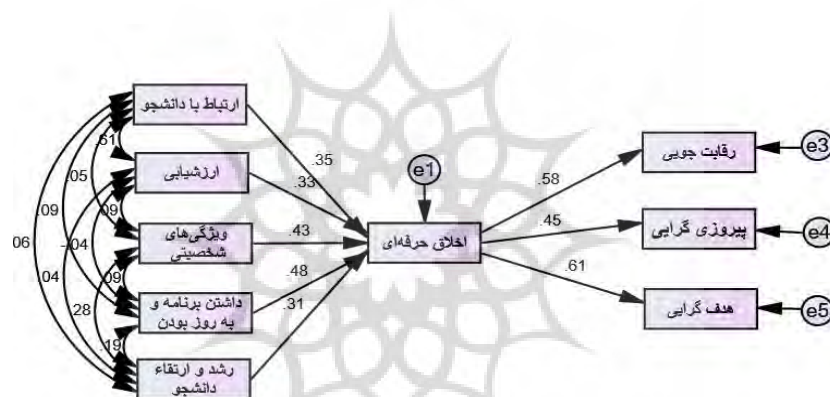 ارتباط با دانشجو
ارزشیابی
ویژگی‌های
شخصیتی
داشتن برنامه و
به روز بودن
رشد و ارتقاء
دانشجو
.61
.05
.09
.09
-.04
.06
.04
.09
.28
.19
.35
.33
.43
.48
.31
e1
اخلاق حرفه‌ای
.58
.45
.61
رقابت جویی
پیروزی گرایی
هدف گرایی
e3
e4
e5